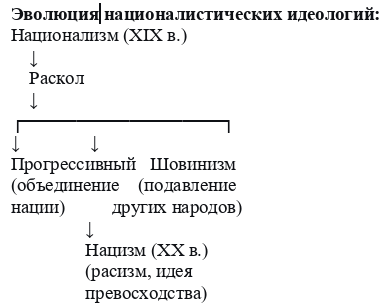 Эволюция националистических идеологий:
Национализм (XIX в.)
↓
Раскол
↓
↓ ↓
Прогрессивный Шовинизм
(объединение (подавление
нации) других народов)
↓
Нацизм (XX в.)
(расизм, идея
превосходства)